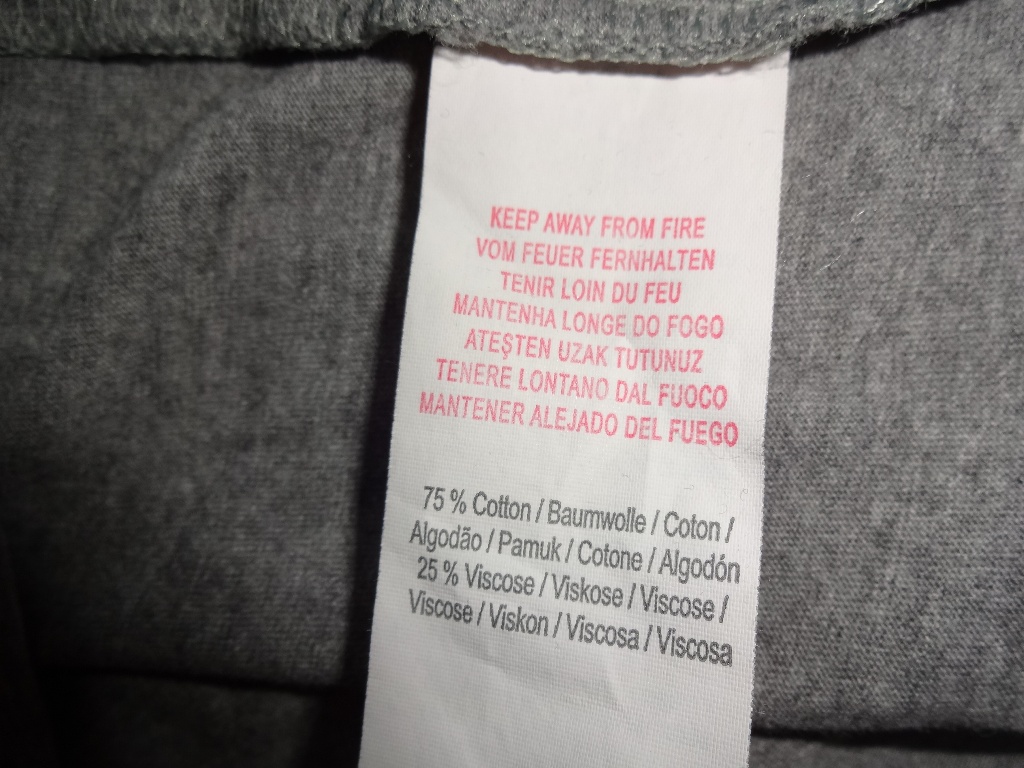 KEEP AWAY FROM FIRE
VOM FEUER FERNHALTEN
TENIR LOIN DU FEU
MANTENHA LONGE DO FOGO
ATEŞTEN UZAK TUTUNUZ
TENERE LONTANO DAL FUOCO
MANTENER ALEJADO DEL FUEGO
75 % Cotton / Baumwolle / Coton /
Algodão / Pamuk / Cotone / Algodón
25 % Viscose / Viskose / Viscose /
Viscose / Viskon / Viscosa / Viscosa